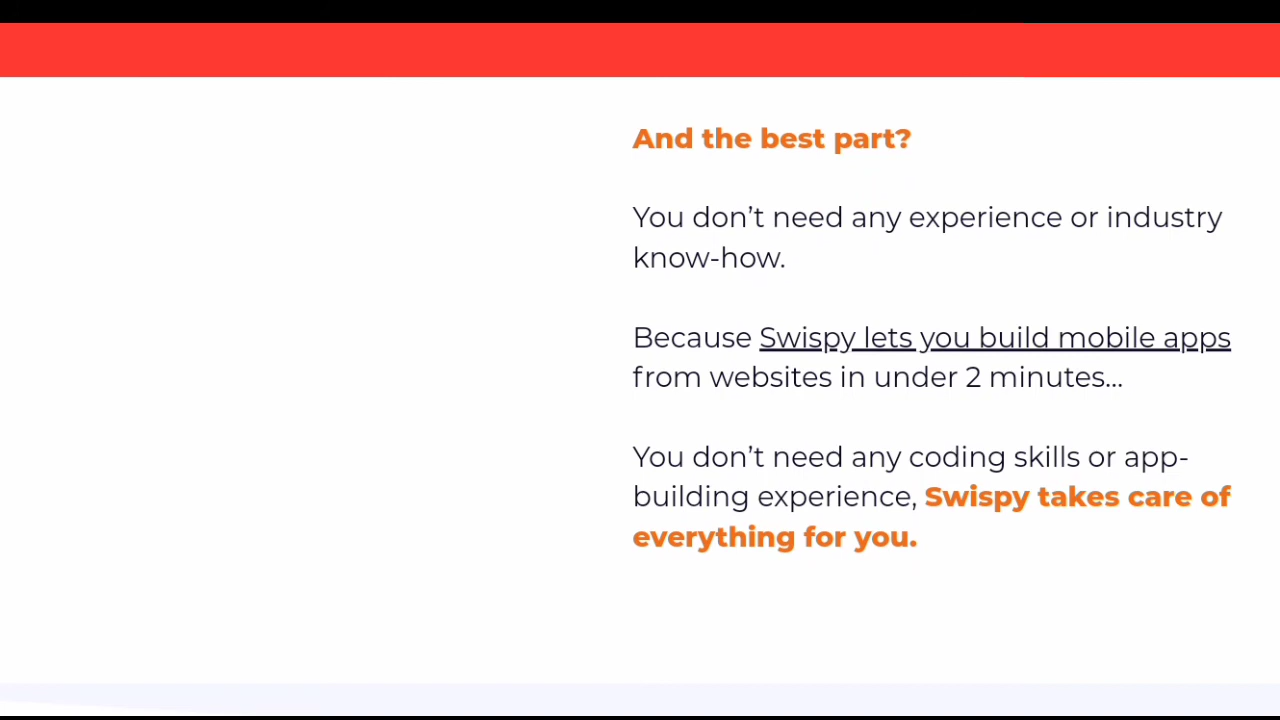 And the best part?
You don’t need any experience or industry
know-how.
Because Swispy lets you build mobile apps
from websites in under 2 minutes...
You don’t need any coding skills or app-
building experience, Swispy takes care of
everything for you.